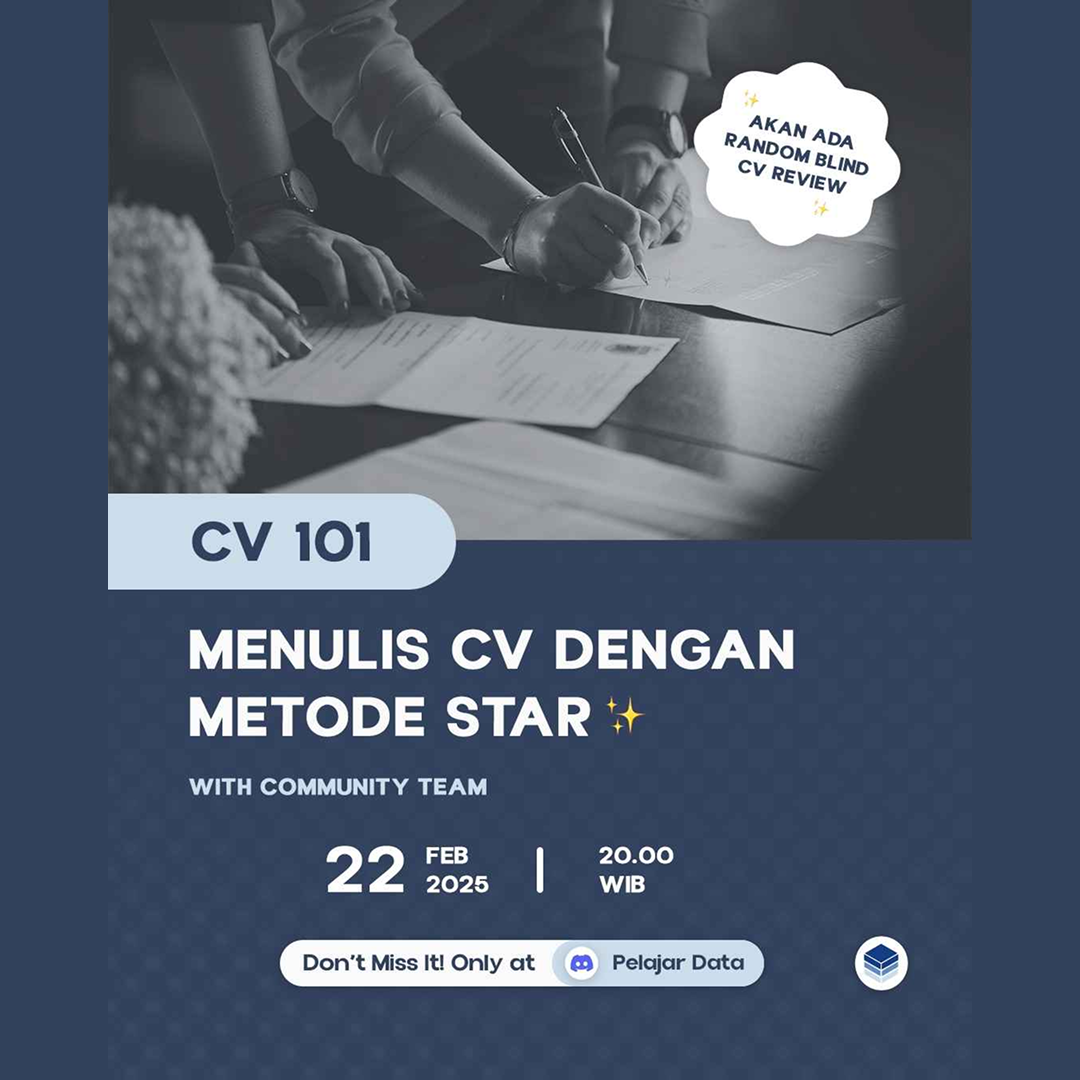 AKAN ADA
RANDOM BLIND
CV REVIEW
CV 101
MENULIS CV DENGAN
METODE STAR
WITH COMMUNITY TEAM
22 FEB 2025 | 20.00 WIB
Don't Miss It! Only at Pelajar Data